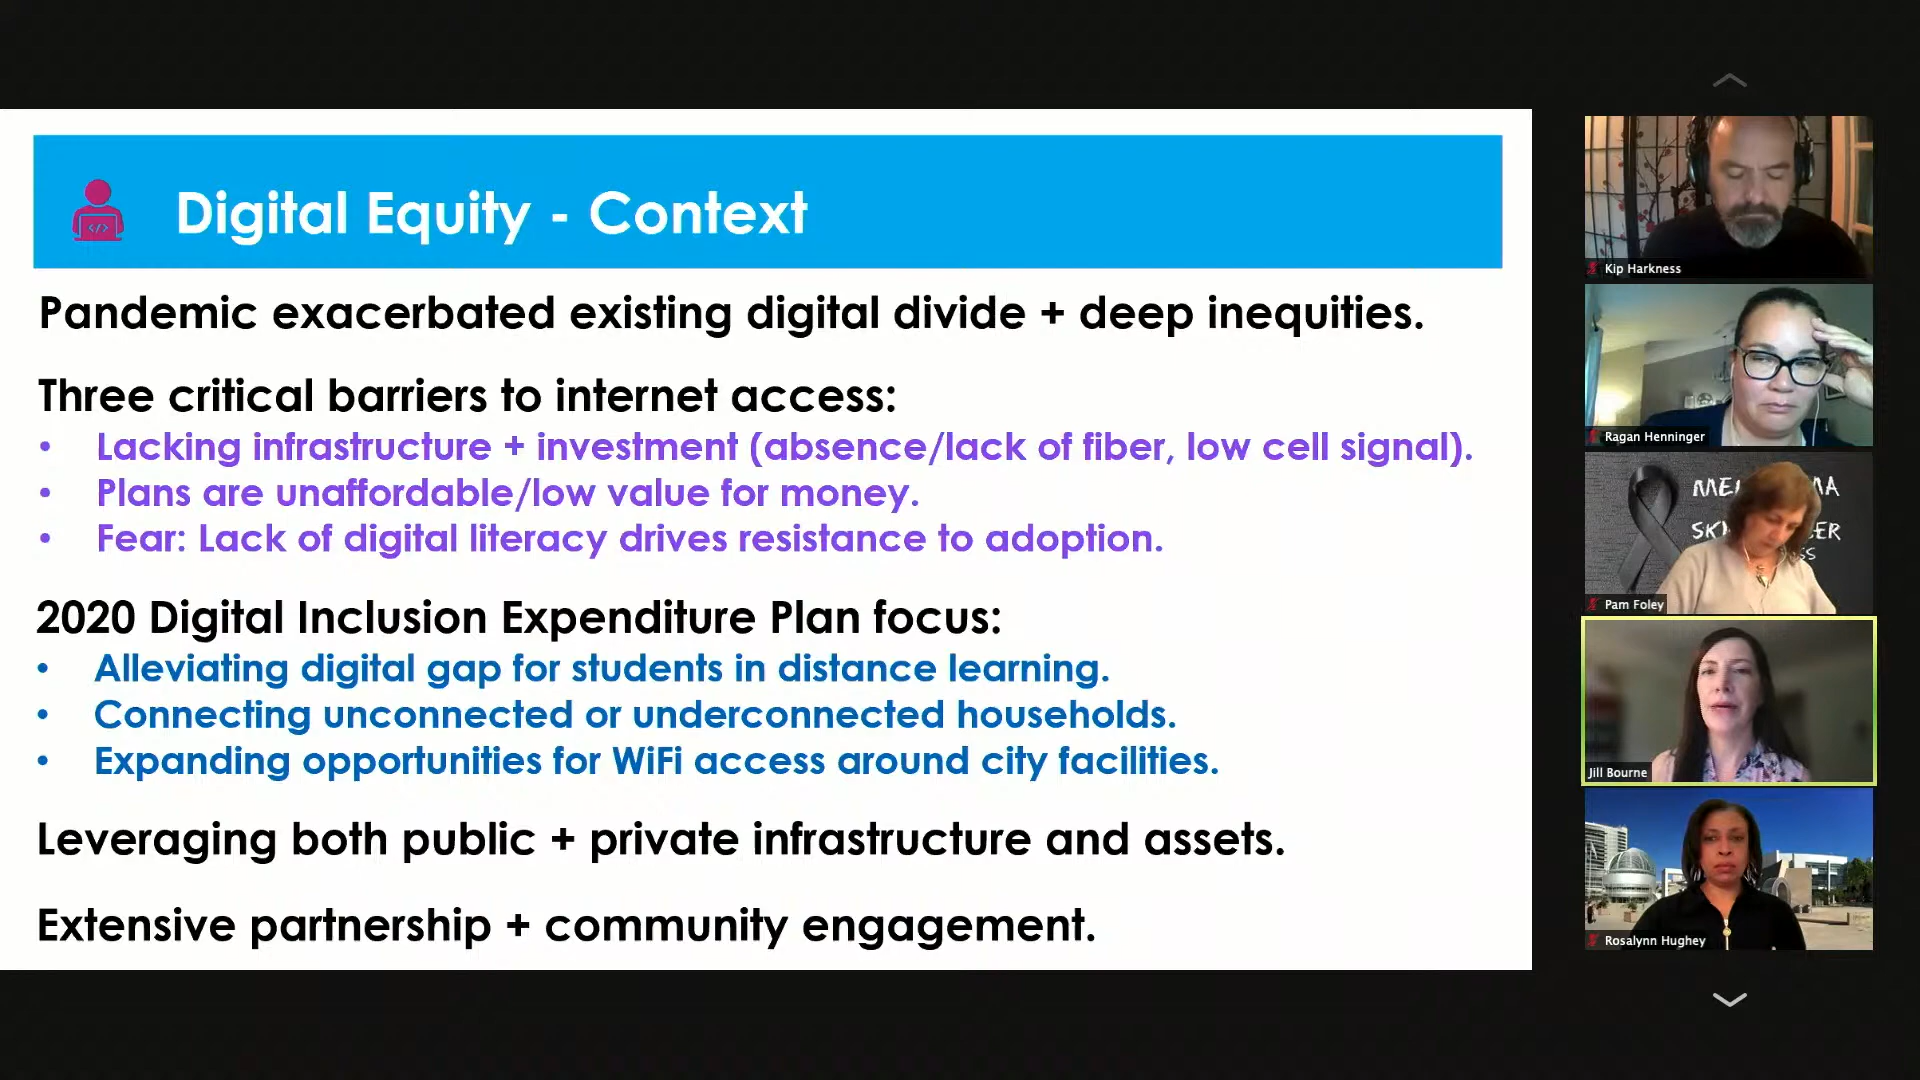 Digital Equity - Context
Pandemic exacerbated existing digital divide + deep inequities.
Three critical barriers to internet access:
• Lacking infrastructure + investment (absence/lack of fiber, low cell signal).
• Plans are unaffordable/low value for money.
• Fear: Lack of digital literacy drives resistance to adoption.
2020 Digital Inclusion Expenditure Plan focus:
• Alleviating digital gap for students in distance learning.
• Connecting unconnected or underconnected households.
• Expanding opportunities for WiFi access around city facilities.
Leveraging both public + private infrastructure and assets.
Extensive partnership + community engagement.
Kip Harkness
Ragan Henninger
Pam Foley
Jill Bourne
Rosalynn Hughey